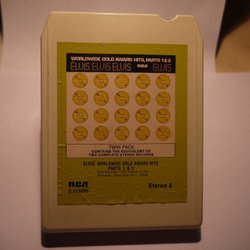 WORLDWIDE GOLD AWARD HITS, PARTS 1 & 2
ELVIS ELVIS ELVIS RCA ELVIS
TWIN PACK
CONTAINS THE EQUIVALENT OF
TWO COMPLETE STEREO RECORDS
ELVIS' WORLDWIDE GOLD AWARD HITS
PARTS 1 & 2
RCA
Stereo 8